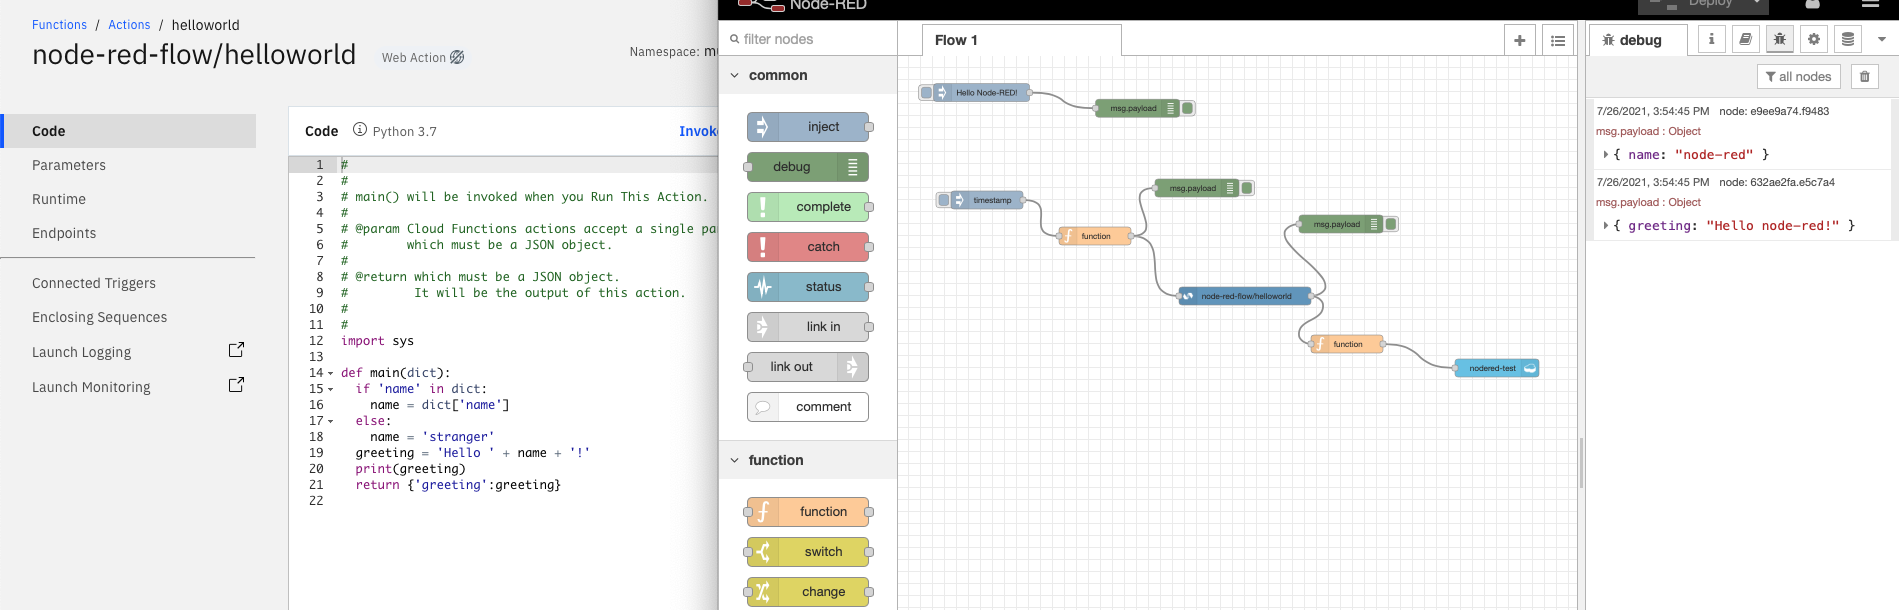 Functions / Actions / helloworld
node-red-flow/helloworld
Web Action
Namespace:
Code
Parameters
Runtime
Endpoints
Connected Triggers
Enclosing Sequences
Launch Logging
Launch Monitoring
Code Python 3.7
1 #
2 #
3 # main() will be invoked when you Run This Action.
4 #
5 # @param Cloud Functions actions accept a single pa
6 # which must be a JSON object.
7 #
8 # @return which must be a JSON object.
9 # It will be the output of this action.
10 #
11 #
12 import sys
13
14 def main(dict):
15 if 'name' in dict:
16 name = dict['name']
17 else:
18 name = 'stranger'
19 greeting = 'Hello ' + name + '!'
20 print(greeting)
21 return {'greeting':greeting}
22
Node-RED
Deploy
filter nodes
common
inject
debug
complete
catch
status
link in
link out
comment
function
function
switch
change
Flow 1
Hello Node-RED!
msg.payload
timestamp
msg.payload
function
msg.payload
node-red-flow/helloworld
function
nodered-test
debug
all nodes
7/26/2021, 3:54:45 PM node: e9ee9a74.f9483
msg.payload : Object
{ name: "node-red" }
7/26/2021, 3:54:45 PM node: 632ae2fa.e5c7a4
msg.payload : Object
{ greeting: "Hello node-red!" }